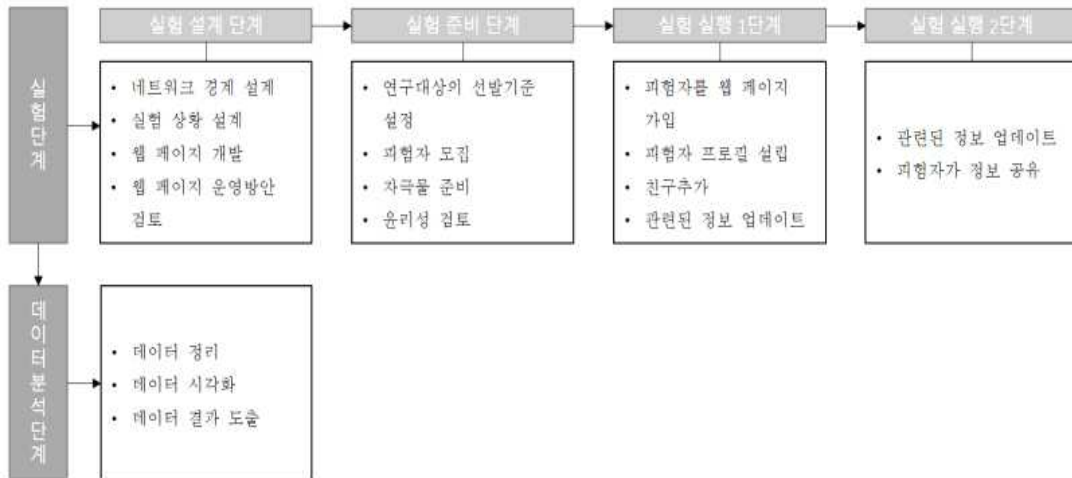 실험단계
실험 설계 단계
• 네트워크 경계 설계
• 실험 상황 설계
• 웹 페이지 개발
• 웹 페이지 운영방안
검토
실험 준비 단계
• 연구대상의 선발기준
설정
• 피험자 모집
• 자극물 준비
• 윤리성 검토
실험 실행 1단계
• 피험자를 웹 페이지
가입
• 피험자 프로필 설립
• 친구추가
• 관련된 정보 업데이트
실험 실행 2단계
• 관련된 정보 업데이트
• 피험자가 정보 공유
데이터분석단계
• 데이터 정리
• 데이터 시각화
• 데이터 결과 도출